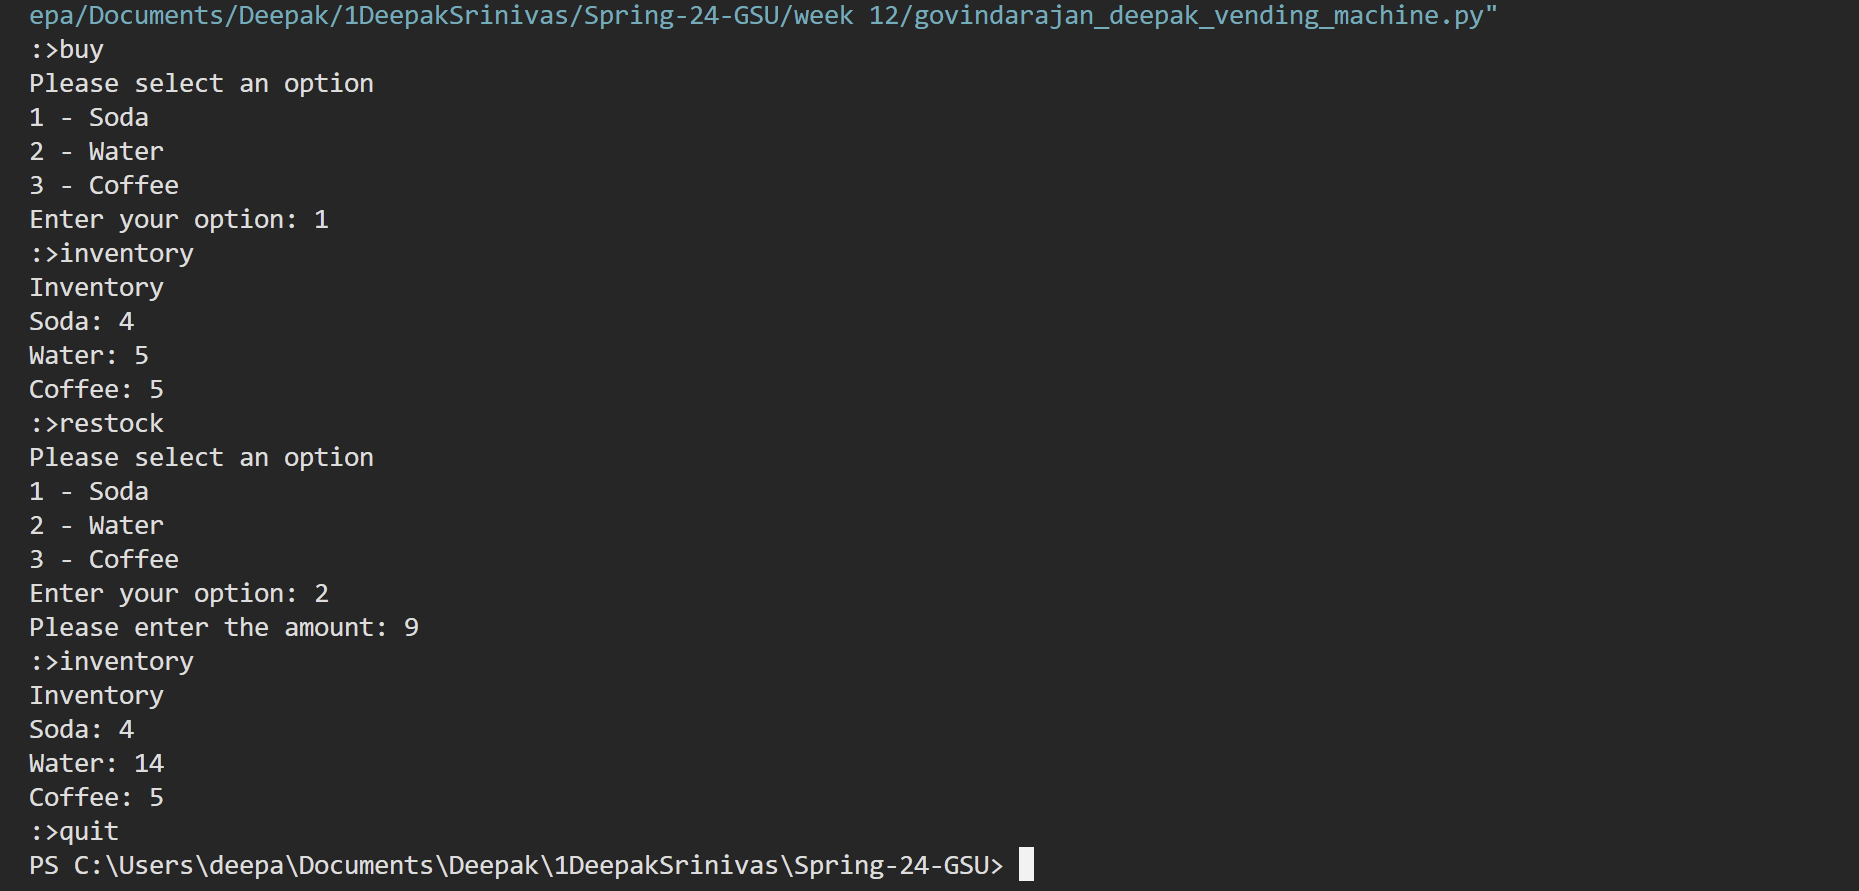 epa/Documents/Deepak/1DeepakSrinivas/Spring-24-GSU/week 12/govindarajan_deepak_vending_machine.py"
:>buy
Please select an option
1 - Soda
2 - Water
3 - Coffee
Enter your option: 1
:>inventory
Inventory
Soda: 4
Water: 5
Coffee: 5
:>restock
Please select an option
1 - Soda
2 - Water
3 - Coffee
Enter your option: 2
Please enter the amount: 9
:>inventory
Inventory
Soda: 4
Water: 14
Coffee: 5
:>quit
PS C:\Users\deepa\Documents\Deepak\1DeepakSrinivas\Spring-24-GSU>